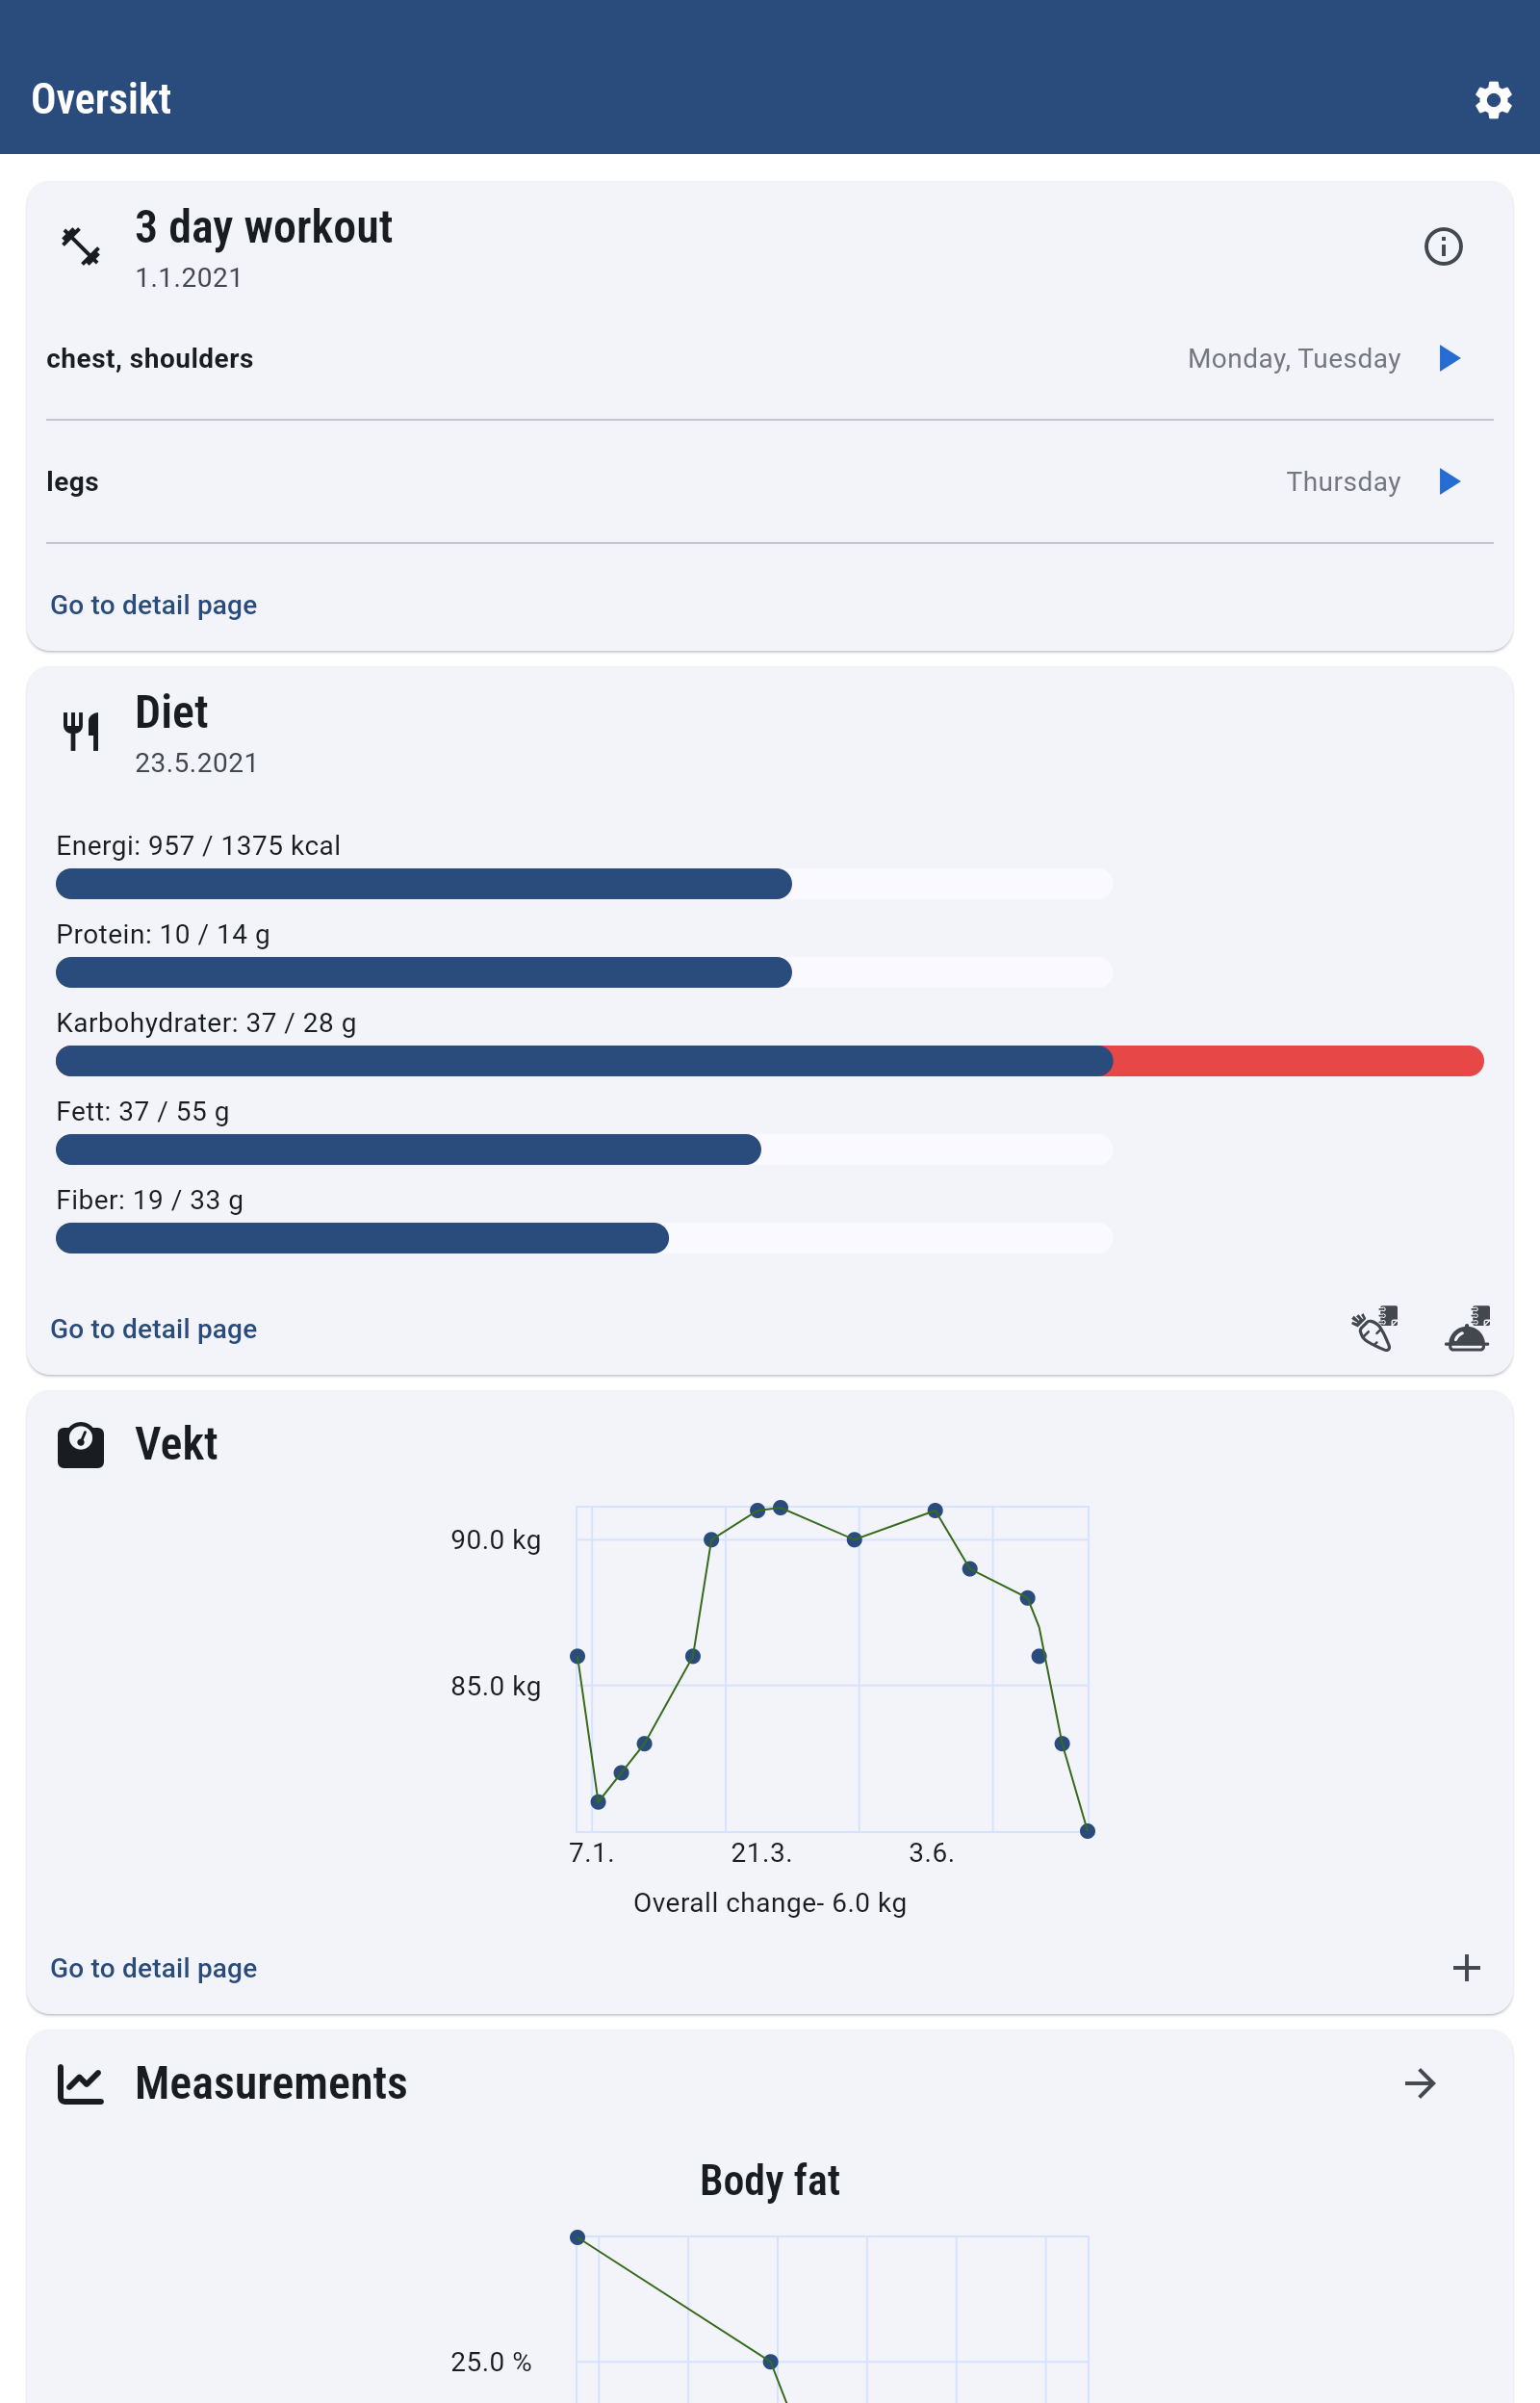 Oversikt
3 day workout
1.1.2021
chest, shoulders
Monday, Tuesday
legs
Thursday
Go to detail page
Diet
23.5.2021
Energi: 957 / 1375 kcal
Protein: 10 / 14 g
Karbohydrater: 37 / 28 g
Fett: 37 / 55 g
Fiber: 19 / 33 g
Go to detail page
Vekt
90.0 kg
85.0 kg
7.1.
21.3.
3.6.
Overall change- 6.0 kg
Go to detail page
Measurements
Body fat
25.0 %